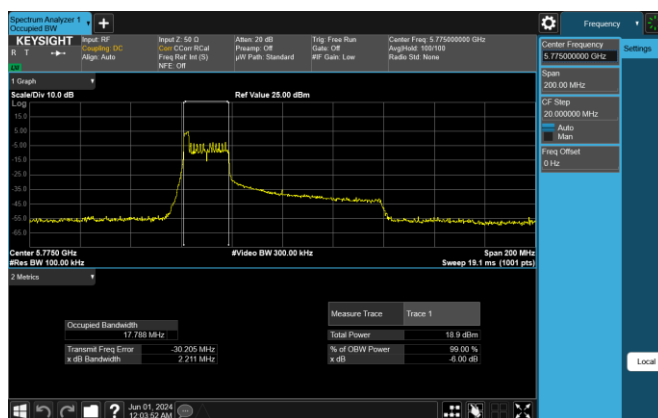 Spectrum Analyzer 1
Occupied BW
Frequency
KEYSIGHT
R T
Input: RF
Coupling: DC
Align: Auto
Input Z: 50 Ω
Corr CCorr RCal
Freq Ref: Int (S)
NFE: Off
Atten: 20 dB
Preamp: Off
µW Path: Standard
Trig: Free Run
Gate: Off
#IF Gain: Low
Center Freq: 5.775000000 GHz
Avg|Hold: 100/100
Radio Std: None
Center Frequency
5.775000000 GHz
Settings
Span
200.00 MHz
CF Step
20.000000 MHz
Auto
Man
Freq Offset
0 Hz
1 Graph
Scale/Div 10.0 dB
Ref Value 25.00 dBm
Log
15.0
5.00
-5.00
-15.0
-25.0
-35.0
-45.0
-55.0
-65.0
Center 5.7750 GHz
#Video BW 300.00 kHz
Span 200 MHz
#Res BW 100.00 kHz
Sweep 19.1 ms (1001 pts)
2 Metrics
Measure Trace
Trace 1
Occupied Bandwidth
17.788 MHz
Total Power
18.9 dBm
Transmit Freq Error
-30.205 MHz
% of OBW Power
99.00 %
x dB Bandwidth
2.211 MHz
x dB
-6.00 dB
Local
Jun 01, 2024
12:03:52 AM